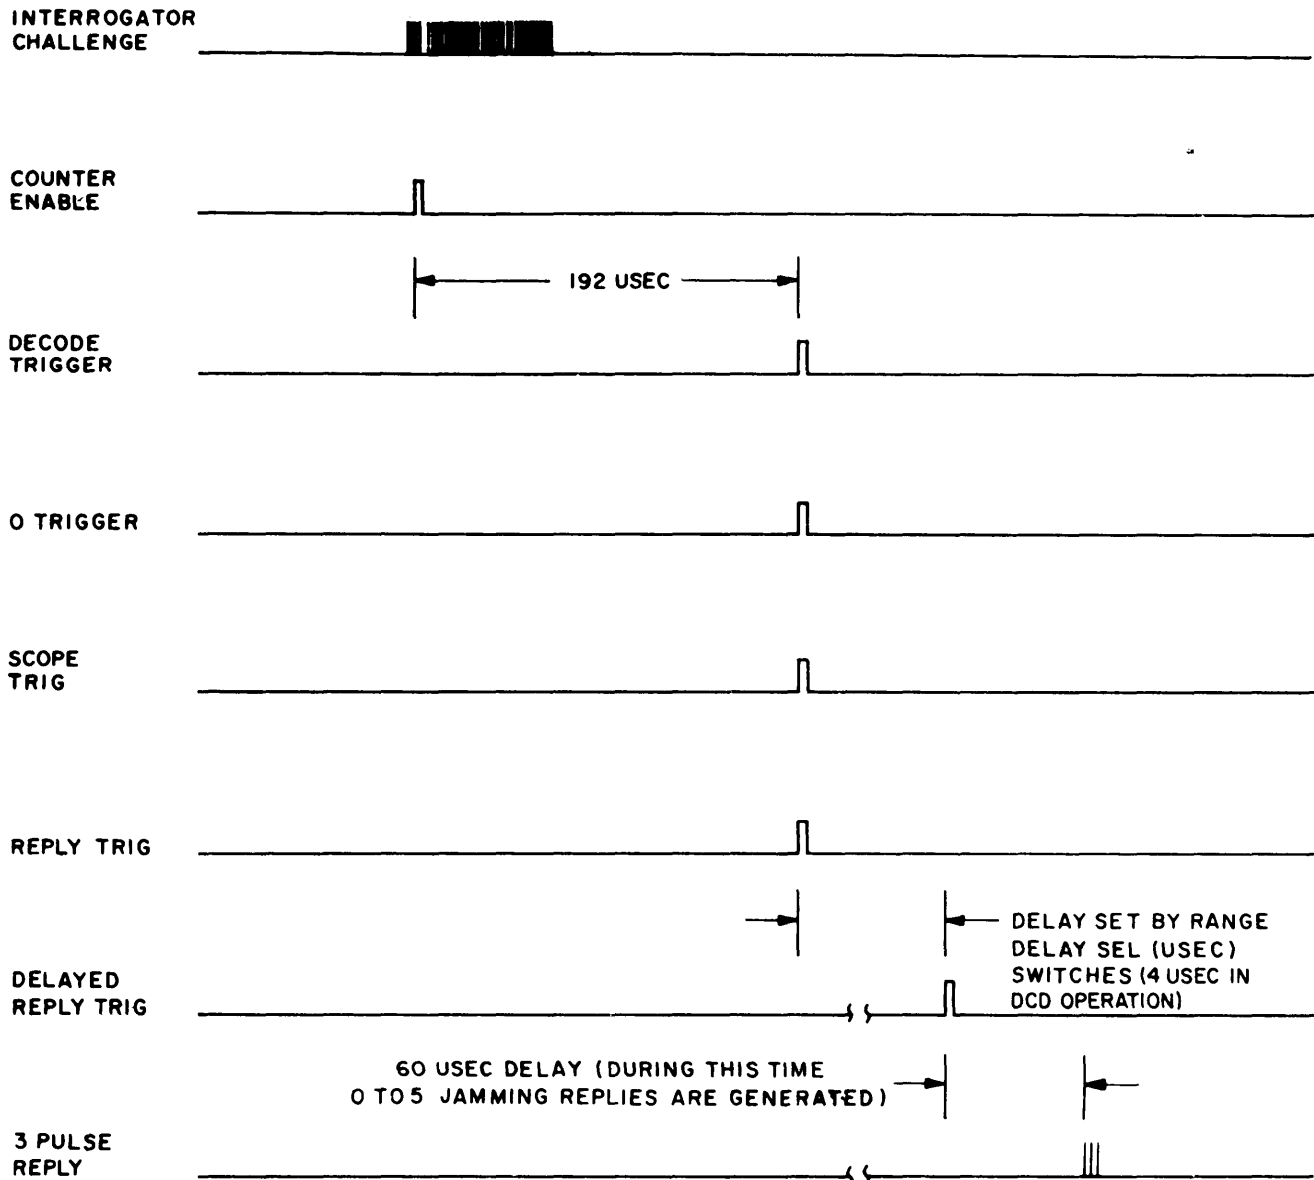 INTERROGATOR
CHALLENGE
COUNTER
ENABLE
192 USEC
DECODE
TRIGGER
O TRIGGER
SCOPE
TRIG
REPLY TRIG
DELAY SET BY RANGE
DELAY SEL (USEC)
SWITCHES (4 USEC IN
DCD OPERATION)
DELAYED
REPLY TRIG
60 USEC DELAY (DURING THIS TIME
0 TO 5 JAMMING REPLIES ARE GENERATED)
3 PULSE
REPLY